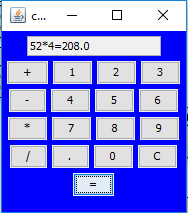 c...
52*4=208.0
+ 1 2 3
- 4 5 6
* 7 8 9
/ . 0 C
=